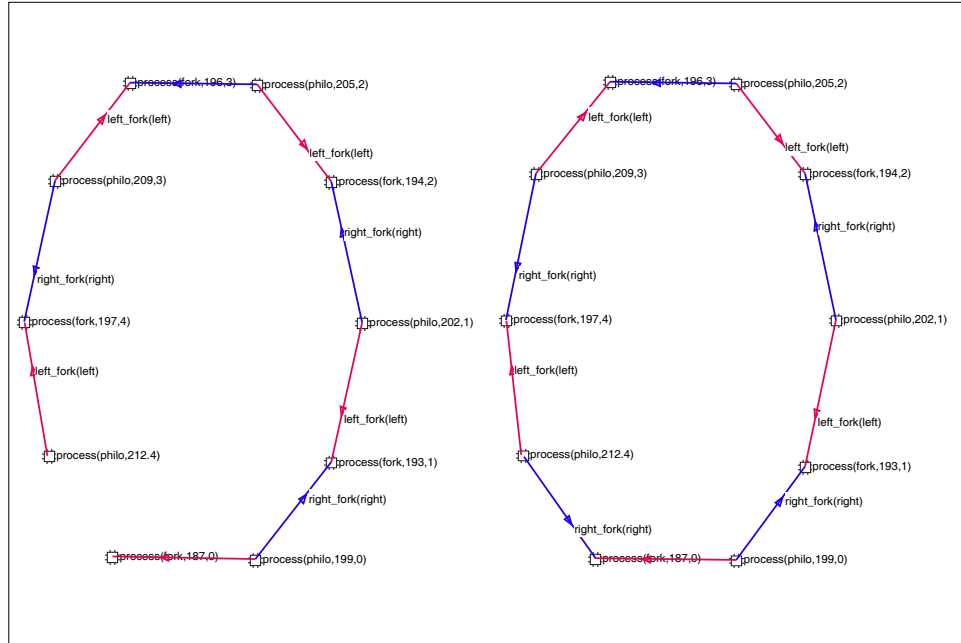 process(fork,196,3)
process(philo,205,2)
left_fork(left)
left_fork(left)
process(philo,209,3)
process(fork,194,2)
right_fork(right)
right_fork(right)
process(fork,197,4)
process(philo,202,1)
left_fork(left)
left_fork(left)
process(philo,212.4)
process(fork,193,1)
right_fork(right)
process(fork,187,0)
process(philo,199,0)
process(fork,196,3)
process(philo,205,2)
left_fork(left)
left_fork(left)
process(philo,209,3)
process(fork,194,2)
right_fork(right)
right_fork(right)
process(fork,197,4)
process(philo,202,1)
left_fork(left)
left_fork(left)
process(philo,212.4)
process(fork,193,1)
right_fork(right)
right_fork(right)
process(fork,187,0)
process(philo,199,0)